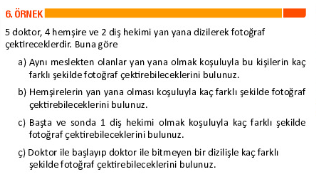 6. ÖRNEK
5 doktor, 4 hemşire ve 2 diş hekimi yan yana dizilerek fotoğraf
çektireceklerdir. Buna göre
a) Aynı meslekten olanlar yan yana olmak koşuluyla bu kişilerin kaç
farklı şekilde fotoğraf çektirebileceklerini bulunuz.
b) Hemşirelerin yan yana olması koşuluyla kaç farklı şekilde fotoğraf
çektirebileceklerini bulunuz.
c) Başta ve sonda 1 diş hekimi olmak koşuluyla kaç farklı şekilde
fotoğraf çektirebileceklerini bulunuz.
ç) Doktor ile başlayıp doktor ile bitmeyen bir dizilişle kaç farklı
şekilde fotoğraf çektirebileceklerini bulunuz.